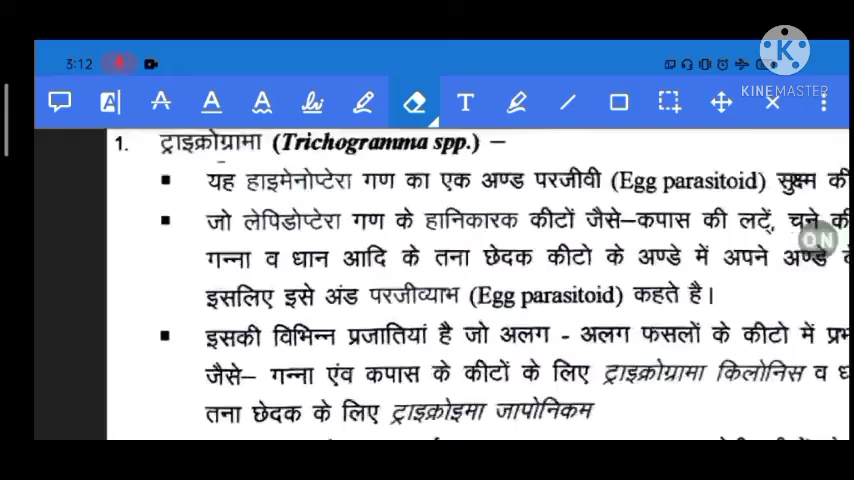 3:12
KINEMASTER
1. ट्राइक्रोग्रामा (Trichogramma spp.) –
▪ यह हाइमेनोप्टेरा गण का एक अण्ड परजीवी (Egg parasitoid) सुक्ष्म की
▪ जो लेपिडोप्टेरा गण के हानिकारक कीटों जैसे–कपास की लटें, चने की
गन्ना व धान आदि के तना छेदक कीटो के अण्डे में अपने अण्डे
ON
इसलिए इसे अंड परजीव्याभ (Egg parasitoid) कहते है।
▪ इसकी विभिन्न प्रजातियां है जो अलग - अलग फसलों के कीटो में प्रभ
जैसे– गन्ना एंव कपास के कीटों के लिए ट्राइक्रोग्रामा किलोनिस व ध
तना छेदक के लिए ट्राइक्रोइमा जापोनिकम